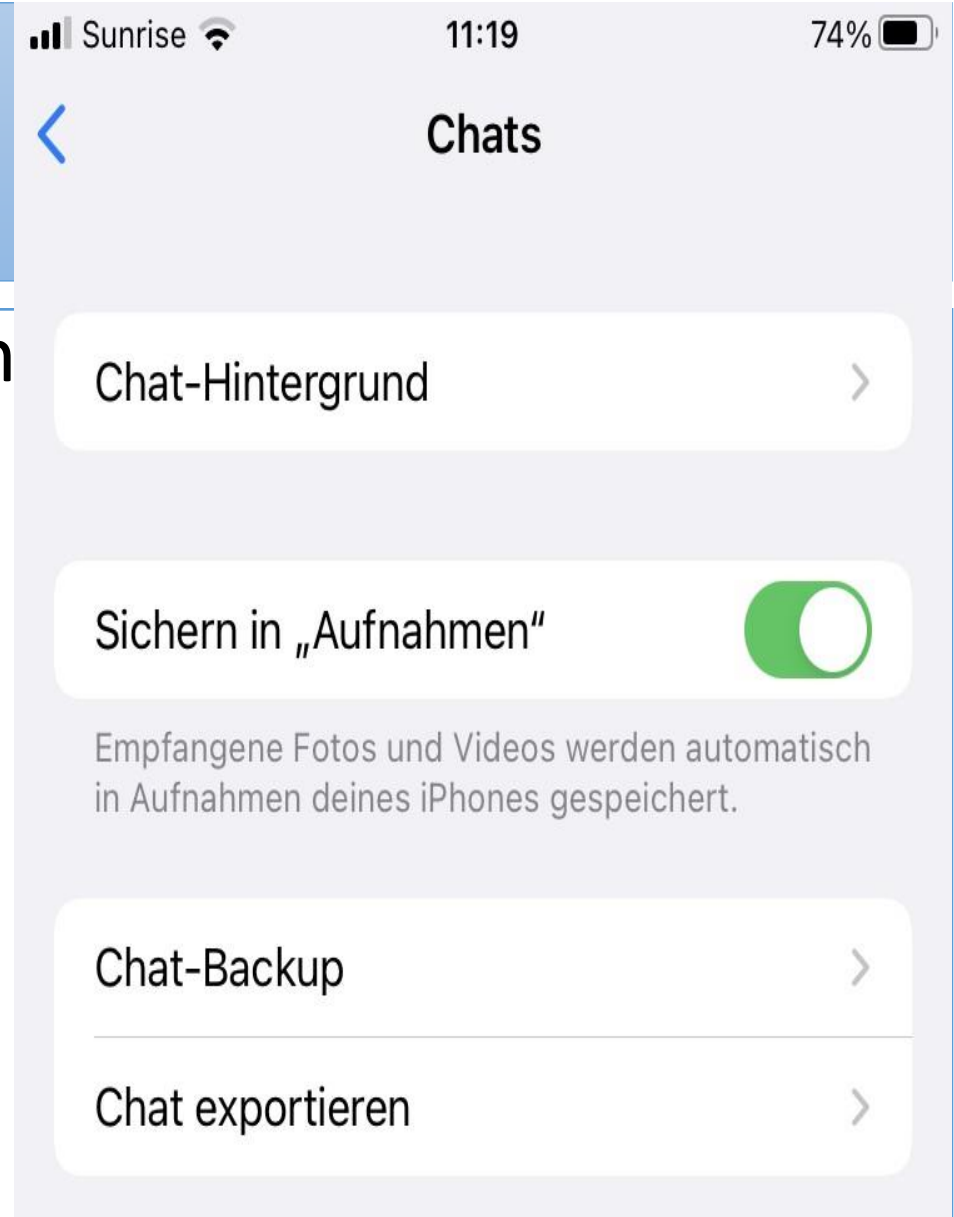 Sunrise 11:19 74%
Chats
Chat-Hintergrund
Sichern in „Aufnahmen“
Empfangene Fotos und Videos werden automatisch
in Aufnahmen deines iPhones gespeichert.
Chat-Backup
Chat exportieren